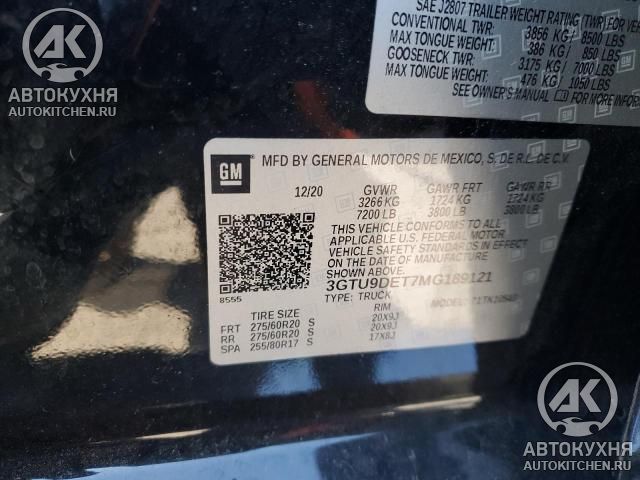 SAE J2807 TRAILER WEIGHT RATING (TWR) FOR
CONVENTIONAL TWR: 3856 KG / 8500 LBS
MAX TONGUE WEIGHT: 386 KG / 850 LBS
GOOSENECK TWR: 3175 KG / 7000 LBS
MAX TONGUE WEIGHT: 476 KG / 1050 LBS
SEE OWNER'S MANUAL
AK
АВТОКУХНЯ
AUTOKITCHEN.RU
GM
MFD BY GENERAL MOTORS DE MEXICO, S. DE R.L. DE C.V.
12/20 GVWR GAWR FRT GAWR RR
3266 KG 1724 KG 1724 KG
7200 LB 3800 LB 3800 LB
THIS VEHICLE CONFORMS TO ALL
APPLICABLE U.S. FEDERAL MOTOR
VEHICLE SAFETY AND THEFT PREVENTION
STANDARDS IN EFFECT ON THE DATE OF
MANUFACTURE SHOWN ABOVE.
3GTU9DET7MG189121
8555
TYPE: TRUCK
TIRE SIZE RIM
FRT 275/60R20 S 20X9J
RR 275/60R20 S 20X9J
SPA 255/80R17 S 17X8J
AK
АВТОКУХНЯ
AUTOKITCHEN.RU